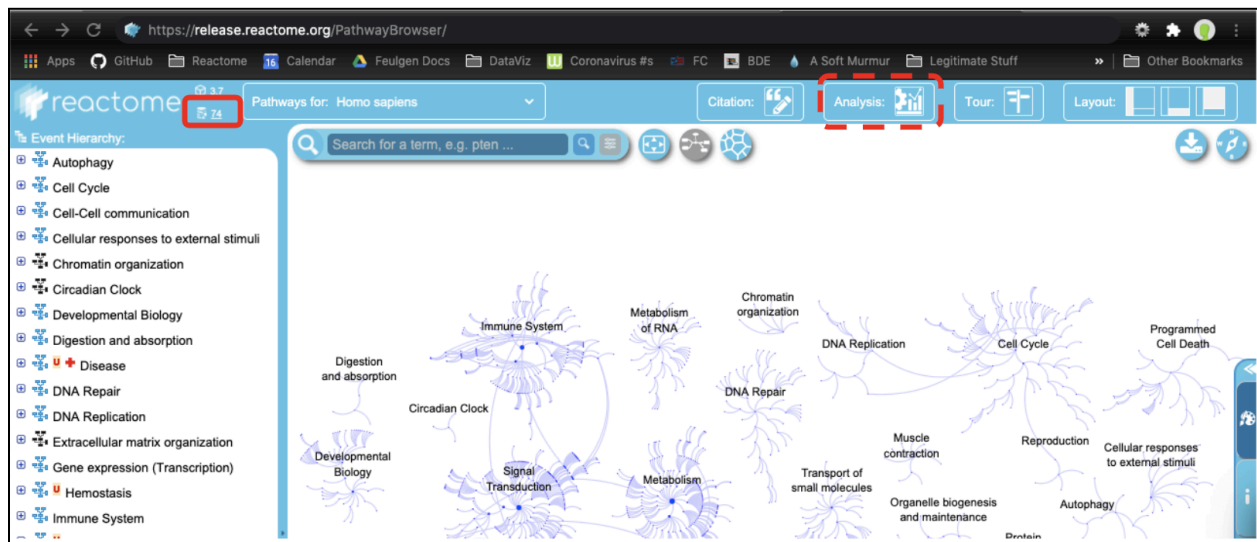 https://release.reactome.org/PathwayBrowser/
Apps GitHub Reactome 16 Calendar Feulgen Docs DataViz Coronavirus #s FC BDE A Soft Murmur Legitimate Stuff » Other Bookmarks
reactome 3.7 Pathways for: Homo sapiens Citation: Analysis: Tour: Layout:
74
Event Hierarchy:
Search for a term, e.g. pten ...
Autophagy
Cell Cycle
Cell-Cell communication
Cellular responses to external stimuli
Chromatin organization
Circadian Clock
Developmental Biology
Digestion and absorption
U Disease
DNA Repair
DNA Replication
Extracellular matrix organization
Gene expression (Transcription)
U Hemostasis
Immune System
Immune System
Metabolism
of RNA
Chromatin
organization
DNA Replication
Cell Cycle
Programmed
Cell Death
Digestion
and absorption
Circadian Clock
DNA Repair
Developmental
Biology
Signal
Transduction
Metabolism
Muscle
contraction
Reproduction
Cellular responses
to external stimuli
Transport of
small molecules
Organelle biogenesis
and maintenance
Autophagy
Protein